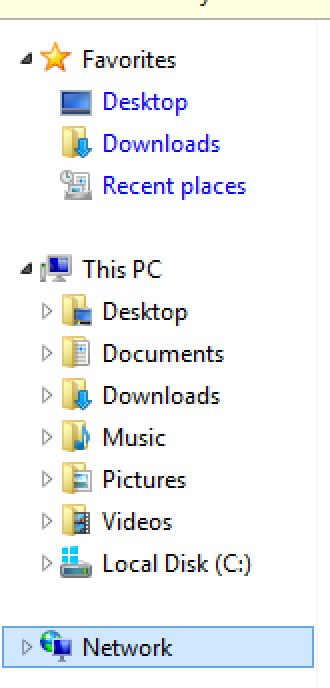 Favorites
Desktop
Downloads
Recent places
This PC
Desktop
Documents
Downloads
Music
Pictures
Videos
Local Disk (C:)
Network